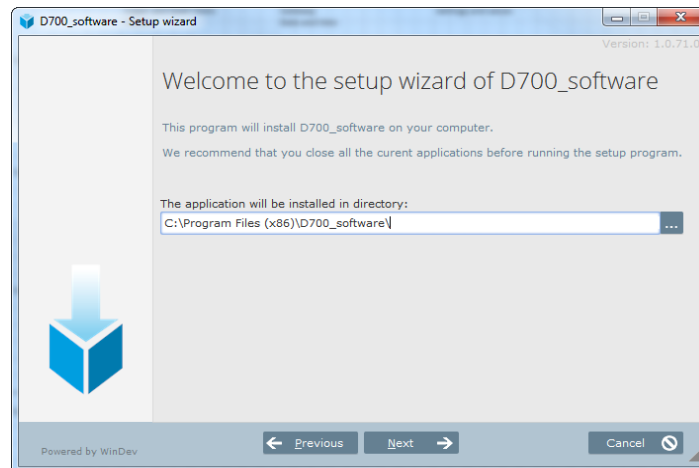 D700_software - Setup wizard
Version: 1.0.71.0
Welcome to the setup wizard of D700_software
This program will install D700_software on your computer.
We recommend that you close all the curent applications before running the setup program.
The application will be installed in directory:
C:\Program Files (x86)\D700_software\
...
Previous
Next
Cancel
Powered by WinDev